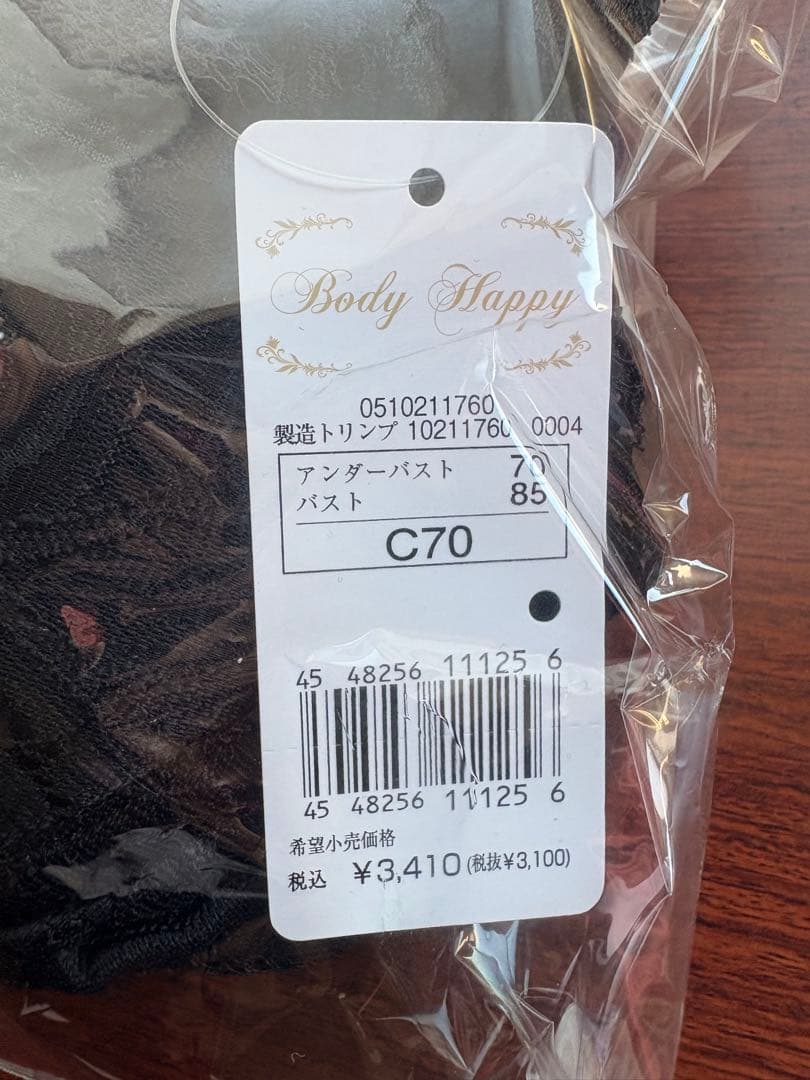 Body Happy
0510211760
製造トリンプ 10211760 0004
アンダーバスト 70
バスト 85
C70
45 48256 11125 6
45 48256 11125 6
希望小売価格
税込 ¥3,410(税抜¥3,100)